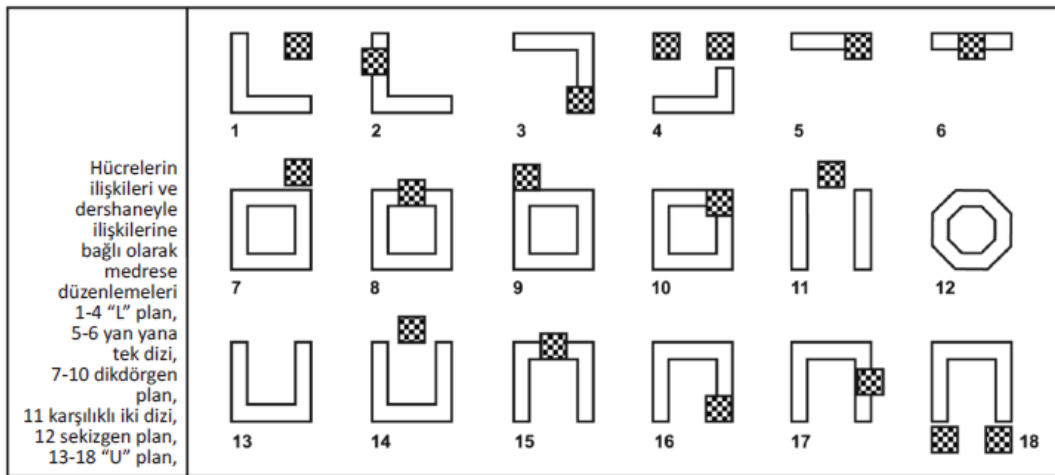 Hücrelerin
ilişkileri ve
dershaneyle
ilişkilerine
bağlı olarak
medrese
düzenlemeleri
1-4 “L” plan,
5-6 yan yana
tek dizi,
7-10 dikdörgen
plan,
11 karşılıklı iki dizi,
12 sekizgen plan,
13-18 “U” plan,
1 2 3 4 5 6
7 8 9 10 11 12
13 14 15 16 17 18